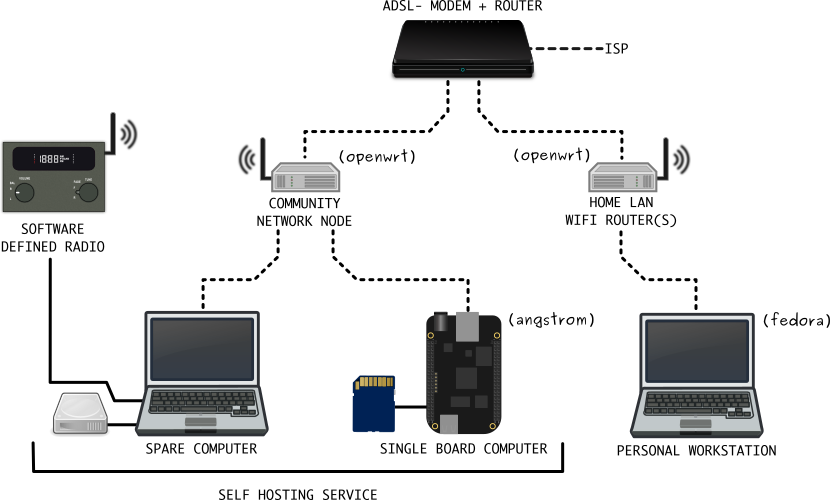 ADSL- MODEM + ROUTER
ISP
(openwrt)
(openwrt)
COMMUNITY
NETWORK NODE
HOME LAN
WIFI ROUTER(S)
SOFTWARE
DEFINED RADIO
(angstrom)
(fedora)
SPARE COMPUTER
SINGLE BOARD COMPUTER
PERSONAL WORKSTATION
SELF HOSTING SERVICE